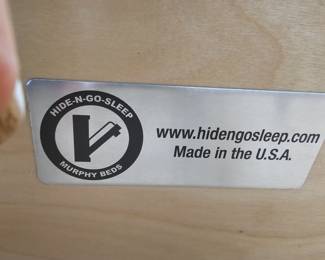 HIDE-N-GO-SLEEP
MURPHY BEDS
www.hidengosleep.com
Made in the U.S.A.